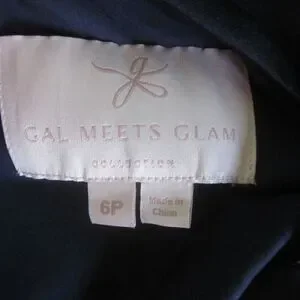 g
GAL MEETS GLAM
COLLECTION
6P
Made in
China